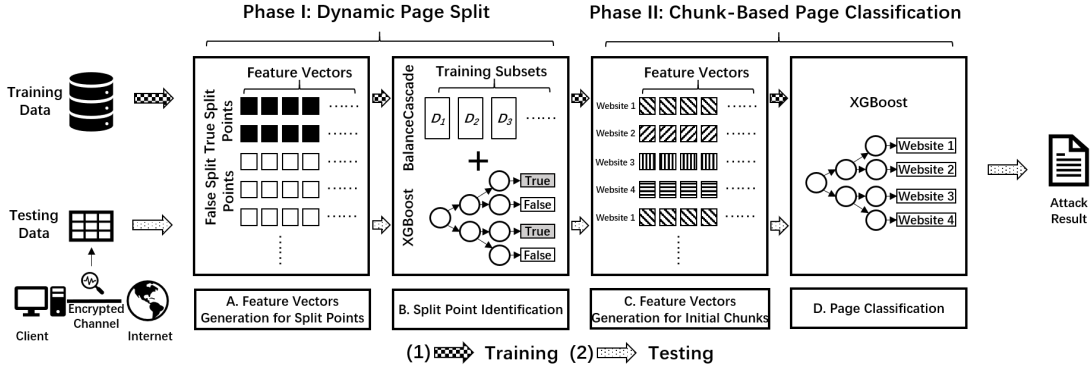 Phase I: Dynamic Page Split
Phase II: Chunk-Based Page Classification
Training
Data
Testing
Data
Client
Encrypted
Channel
Internet
Feature Vectors
True Split
Points
False Split
Points
......
......
......
......
......
A. Feature Vectors
Generation for Split Points
BalanceCascade
Training Subsets
D1
D2
D3
......
+
XGBoost
True
False
True
False
B. Split Point Identification
Feature Vectors
Website 1
......
Website 2
......
Website 3
......
Website 4
......
Website 1
......
C. Feature Vectors
Generation for Initial Chunks
XGBoost
Website 1
Website 2
Website 3
Website 4
D. Page Classification
Attack
Result
(1) Training (2) Testing